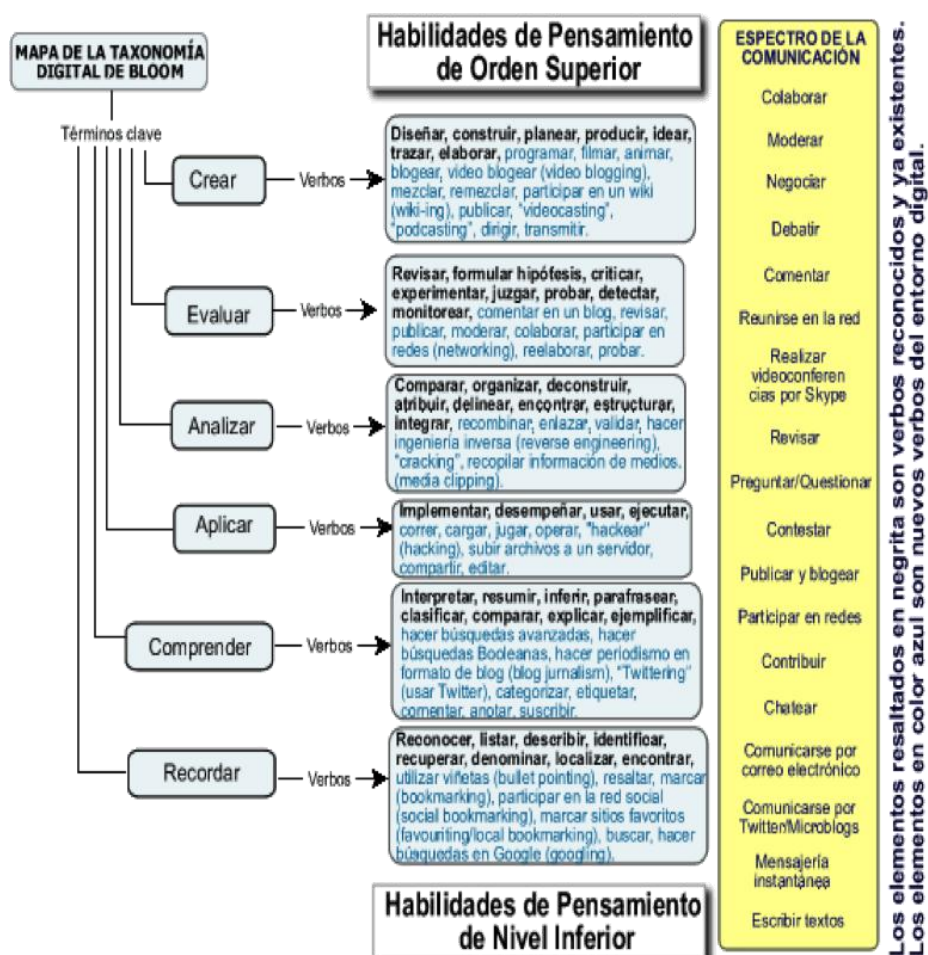 MAPA DE LA TAXONOMÍA
DIGITAL DE BLOOM
Términos clave
Habilidades de Pensamiento
de Orden Superior
Crear
Verbos
Diseñar, construir, planear, producir, idear,
trazar, elaborar, programar, filmar, animar,
blogear, video blogear (video blogging),
mezclar, remezclar, participar en un wiki
(wiki-ing), publicar, "videocasting",
"podcasting", dirigir, transmitir.
Evaluar
Verbos
Revisar, formular hipótesis, criticar,
experimentar, juzgar, probar, detectar,
monitorear, comentar en un blog, revisar,
publicar, moderar, colaborar, participar en
redes (networking), reelaborar, probar.
Analizar
Verbos
Comparar, organizar, deconstruir,
atribuir, delinear, encontrar, estructurar,
integrar, recombinar, enlazar, validar, hacer
ingeniería inversa (reverse engineering),
"cracking", recopilar información de medios.
(media clipping).
Aplicar
Verbos
Implementar, desempeñar, usar, ejecutar,
correr, cargar, jugar, operar, "hackear"
(hacking), subir archivos a un servidor,
compartir, editar.
Comprender
Verbos
Interpretar, resumir, inferir, parafrasear,
clasificar, comparar, explicar, ejemplificar,
hacer búsquedas avanzadas, hacer
búsquedas Booleanas, hacer periodismo en
formato de blog (blog jurnalism), "Twittering"
(usar Twitter), categorizar, etiquetar,
comentar, anotar, suscribir.
Recordar
Verbos
Reconocer, listar, describir, identificar,
recuperar, denominar, localizar, encontrar,
utilizar viñetas (bullet pointing), resaltar, marcar
(bookmarking), participar en la red social
(social bookmarking), marcar sitios favoritos
(favouriting/local bookmarking), buscar, hacer
búsquedas en Google (googling).
Habilidades de Pensamiento
de Nivel Inferior
ESPECTRO DE LA
COMUNICACIÓN
Colaborar
Moderar
Negociar
Debatir
Comentar
Reunirse en la red
Realizar
videoconferen
cias por Skype
Revisar
Preguntar/Questionar
Contestar
Publicar y blogear
Participar en redes
Contribuir
Chatear
Comunicarse por
correo electrónico
Comunicarse por
Twitter/Microblogs
Mensajería
instantánea
Escribir textos
Los elementos resaltados en negrita son verbos reconocidos y ya existentes.
Los elementos en color azul son nuevos verbos del entorno digital.